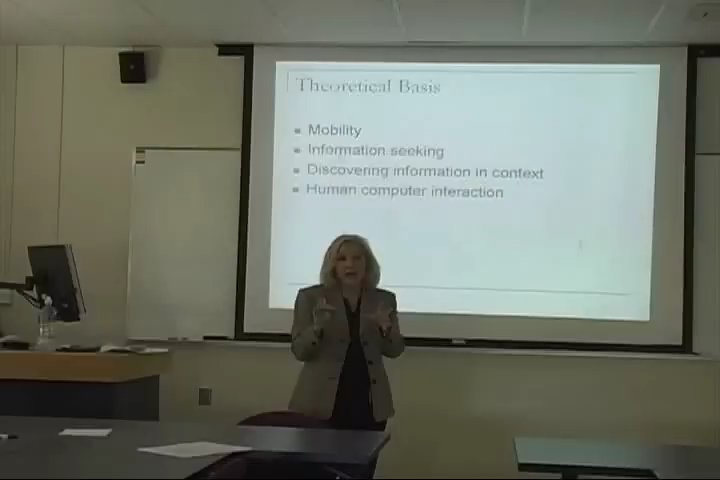 Theoretical Basis
Mobility
Information seeking
Discovering information in context
Human computer interaction